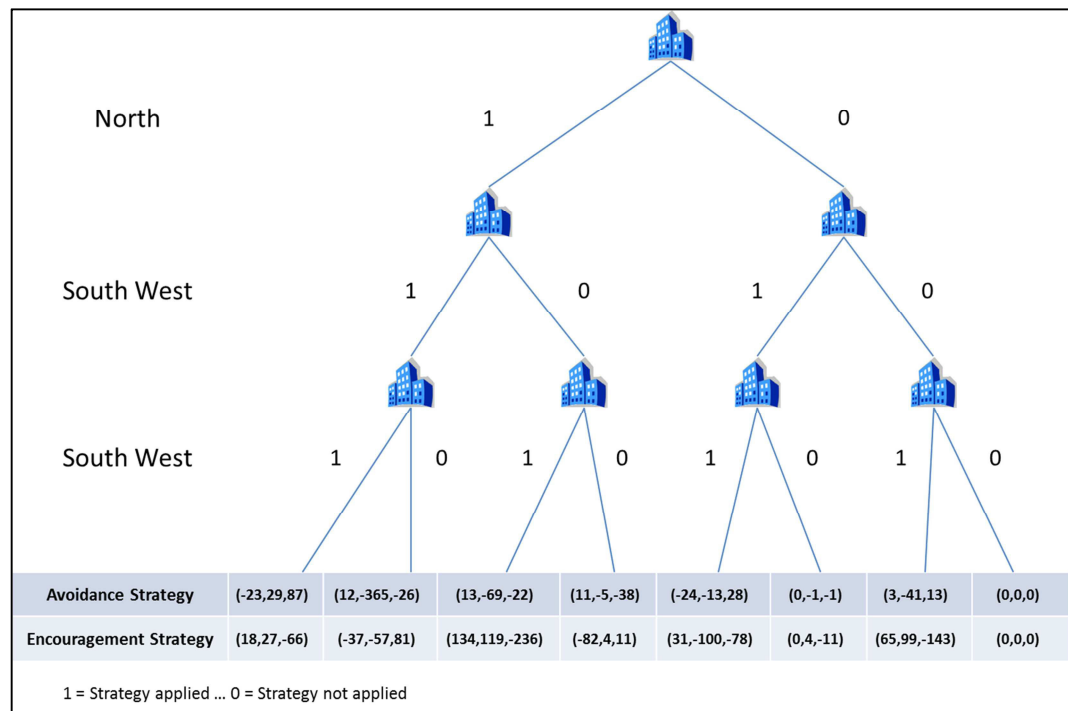 North 1 0
South West 1 0 1 0
South West 1 0 1 0 1 0 1 0
Avoidance Strategy (-23,29,87) (12,-365,-26) (13,-69,-22) (11,-5,-38) (-24,-13,28) (0,-1,-1) (3,-41,13) (0,0,0)
Encouragement Strategy (18,27,-66) (-37,-57,81) (134,119,-236) (-82,4,11) (31,-100,-78) (0,4,-11) (65,99,-143) (0,0,0)
1 = Strategy applied ... 0 = Strategy not applied